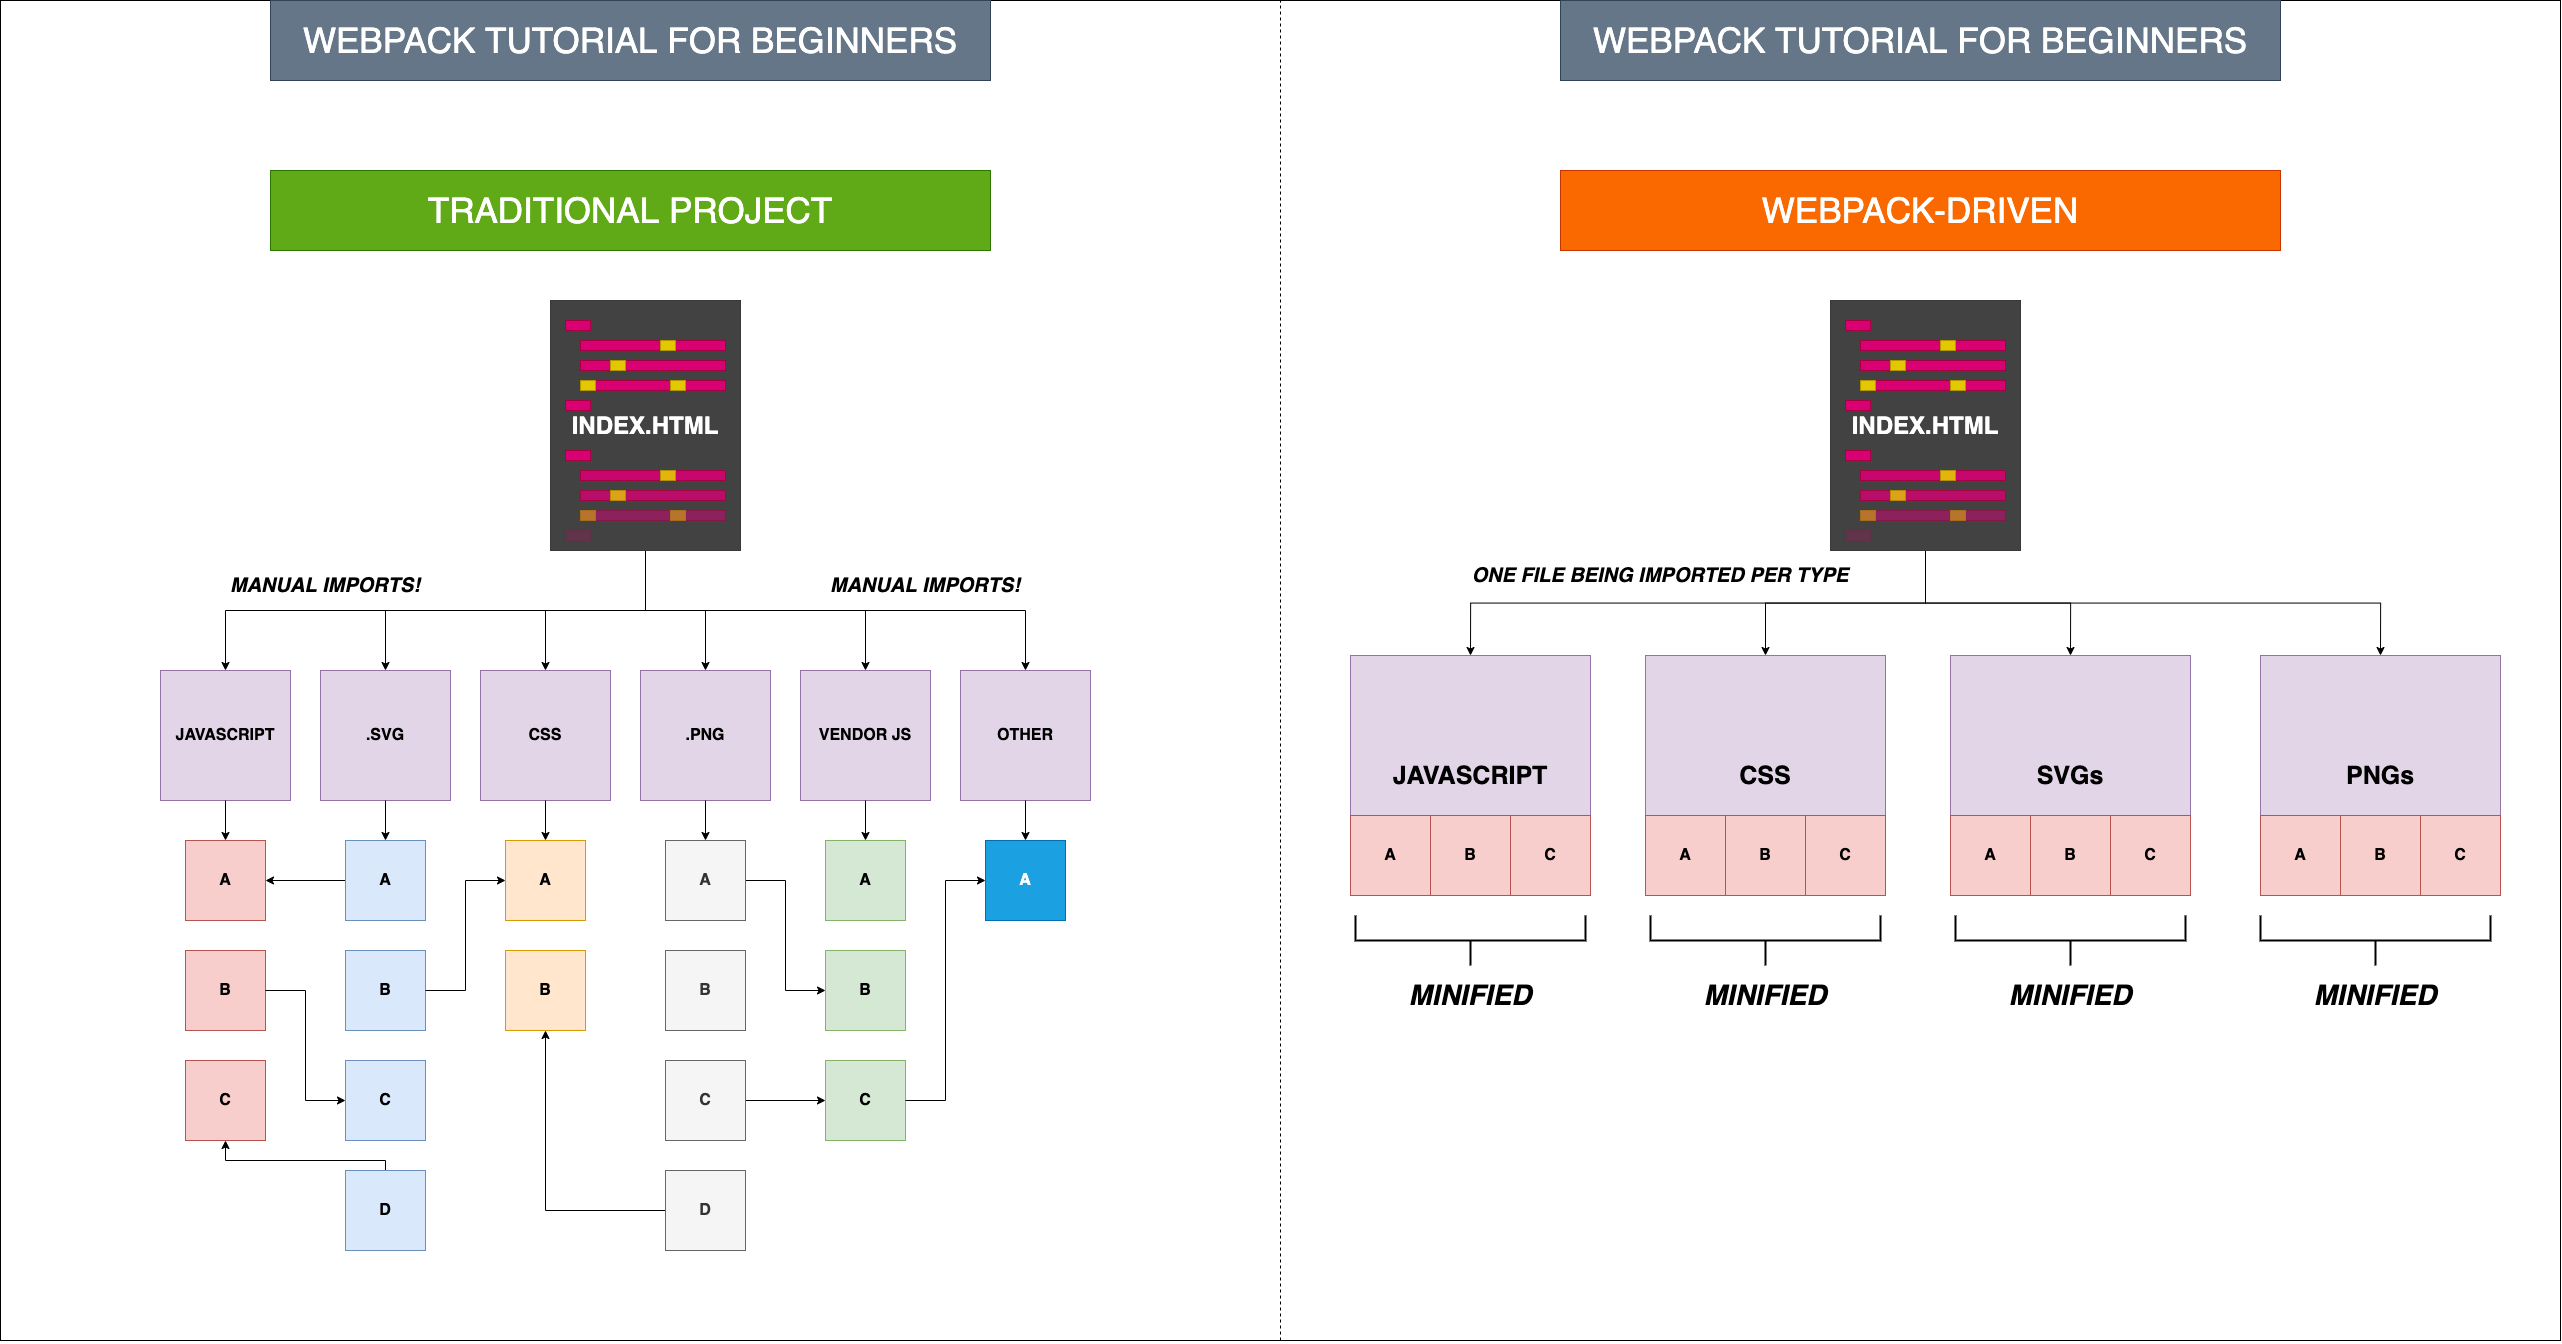 WEBPACK TUTORIAL FOR BEGINNERS
TRADITIONAL PROJECT
INDEX.HTML
MANUAL IMPORTS!
MANUAL IMPORTS!
JAVASCRIPT
.SVG
CSS
.PNG
VENDOR JS
OTHER
A
A
A
A
A
A
B
B
B
B
B
C
C
C
C
D
D
WEBPACK TUTORIAL FOR BEGINNERS
WEBPACK-DRIVEN
INDEX.HTML
ONE FILE BEING IMPORTED PER TYPE
JAVASCRIPT
CSS
SVGs
PNGs
A
B
C
A
B
C
A
B
C
A
B
C
MINIFIED
MINIFIED
MINIFIED
MINIFIED